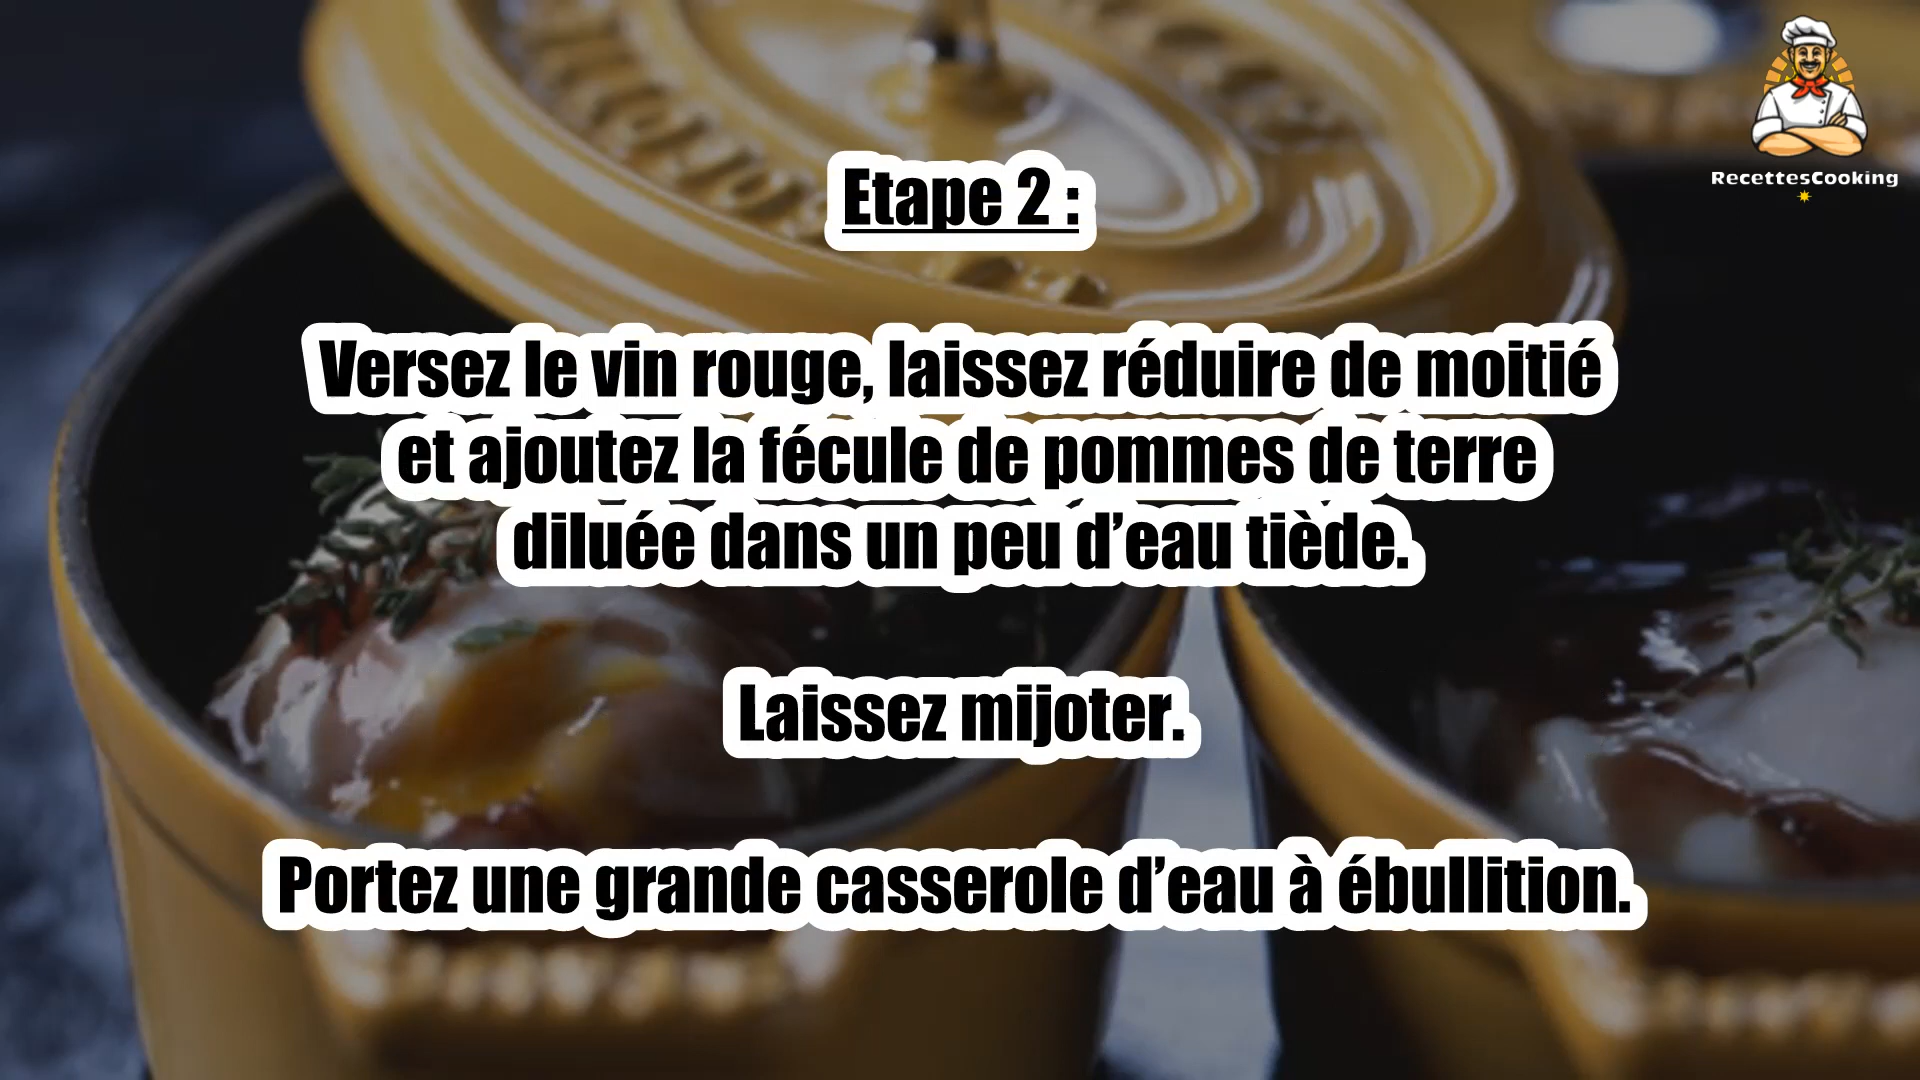 RecettesCooking
Etape 2 :
Versez le vin rouge, laissez réduire de moitié
et ajoutez la fécule de pommes de terre
diluée dans un peu d’eau tiède.
Laissez mijoter.
Portez une grande casserole d’eau à ébullition.